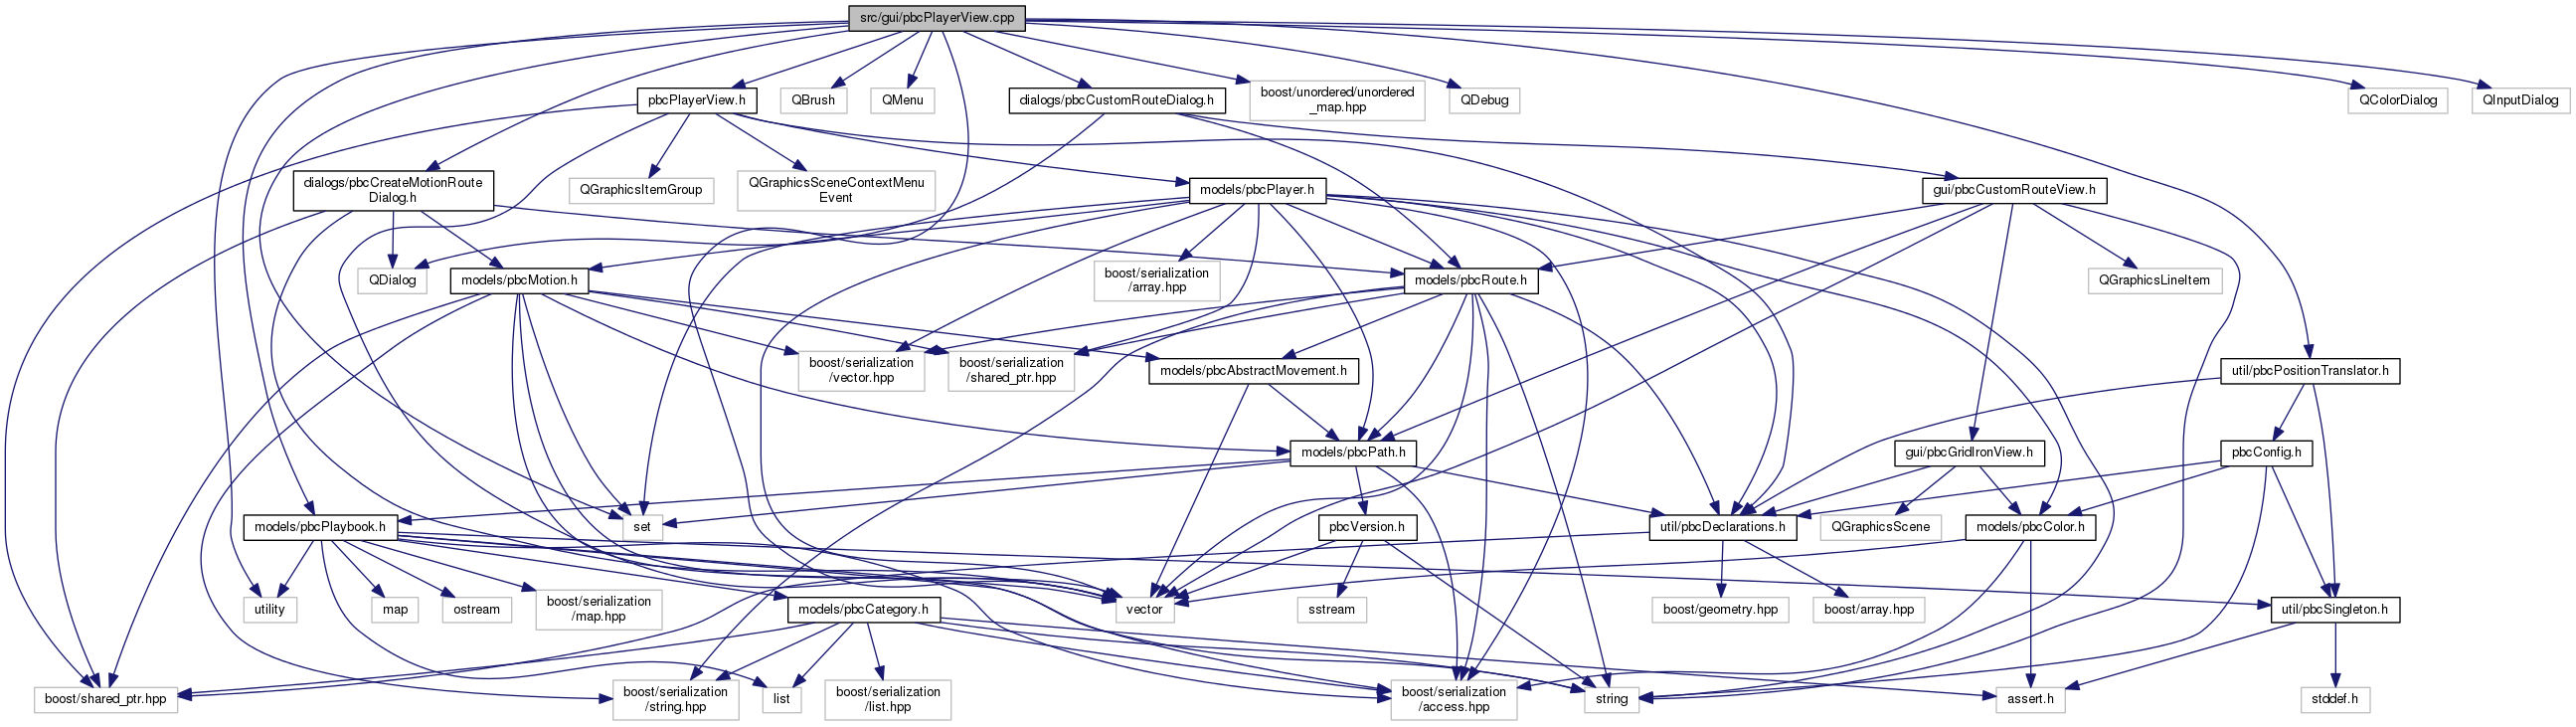 src/gui/pbcPlayerView.cpp
pbcPlayerView.h
QBrush
QMenu
dialogs/pbcCustomRouteDialog.h
boost/unordered/unordered
_map.hpp
QDebug
QColorDialog
QInputDialog
dialogs/pbcCreateMotionRoute
Dialog.h
QGraphicsItemGroup
QGraphicsSceneContextMenu
Event
models/pbcPlayer.h
gui/pbcCustomRouteView.h
QDialog
models/pbcMotion.h
boost/serialization
/array.hpp
models/pbcRoute.h
QGraphicsLineItem
boost/serialization
/vector.hpp
boost/serialization
/shared_ptr.hpp
models/pbcAbstractMovement.h
util/pbcPositionTranslator.h
models/pbcPath.h
gui/pbcGridIronView.h
pbcConfig.h
models/pbcPlaybook.h
set
pbcVersion.h
util/pbcDeclarations.h
QGraphicsScene
models/pbcColor.h
utility
map
ostream
boost/serialization
/map.hpp
models/pbcCategory.h
vector
sstream
boost/geometry.hpp
boost/array.hpp
util/pbcSingleton.h
boost/shared_ptr.hpp
boost/serialization
/string.hpp
list
boost/serialization
/list.hpp
boost/serialization
/access.hpp
string
assert.h
stddef.h